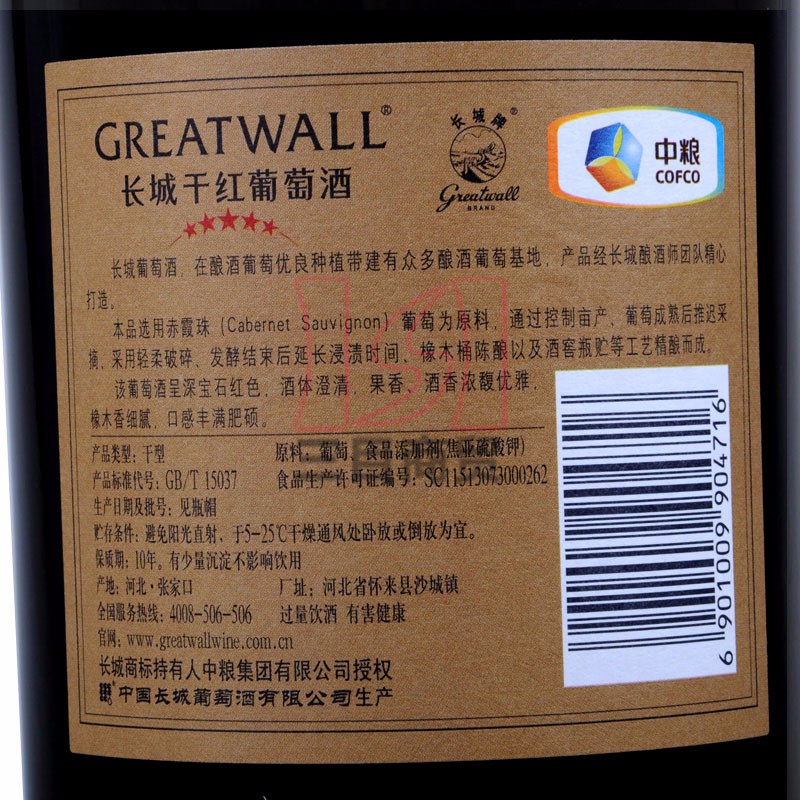 GREATWALL®
长城干红葡萄酒
长城牌®
Greatwall
BRAND
中粮
COFCO
长城葡萄酒，在酿酒葡萄优良种植带建有众多酿酒葡萄基地，产品经长城酿酒师团队精心
打造。
本品选用赤霞珠（Cabernet Sauvignon）葡萄为原料，通过控制亩产、葡萄成熟后推迟采
摘，采用轻柔破碎、发酵结束后延长浸渍时间、橡木桶陈酿以及酒窖瓶贮等工艺精酿而成。
该葡萄酒呈深宝石红色，酒体澄清，果香、酒香浓馥优雅，
橡木香细腻，口感丰满肥硕。
产品类型：干型 原料：葡萄、食品添加剂(焦亚硫酸钾)
产品标准代号：GB/T 15037 食品生产许可证编号：SC11513073000262
生产日期及批号：见瓶帽
贮存条件：避免阳光直射，于5-25℃干燥通风处卧放或倒放为宜。
保质期：10年。有少量沉淀不影响饮用
产地：河北·张家口 厂址：河北省怀来县沙城镇
全国服务热线：4008-506-506 过量饮酒 有害健康
官网：www.greatwallwine.com.cn
长城商标持有人中粮集团有限公司授权
中国长城葡萄酒有限公司生产
6 901009 904716